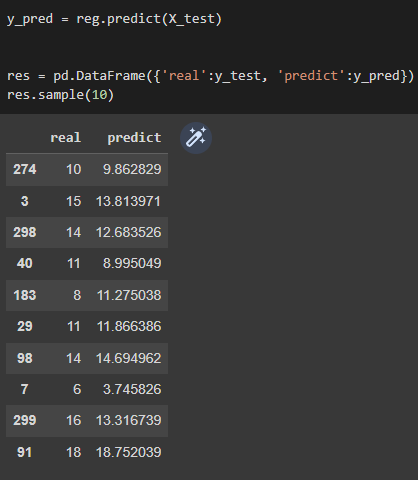 y_pred = reg.predict(X_test)
res = pd.DataFrame({'real':y_test, 'predict':y_pred})
res.sample(10)
real predict
274 10 9.862829
3 15 13.813971
298 14 12.683526
40 11 8.995049
183 8 11.275038
29 11 11.866386
98 14 14.694962
7 6 3.745826
299 16 13.316739
91 18 18.752039